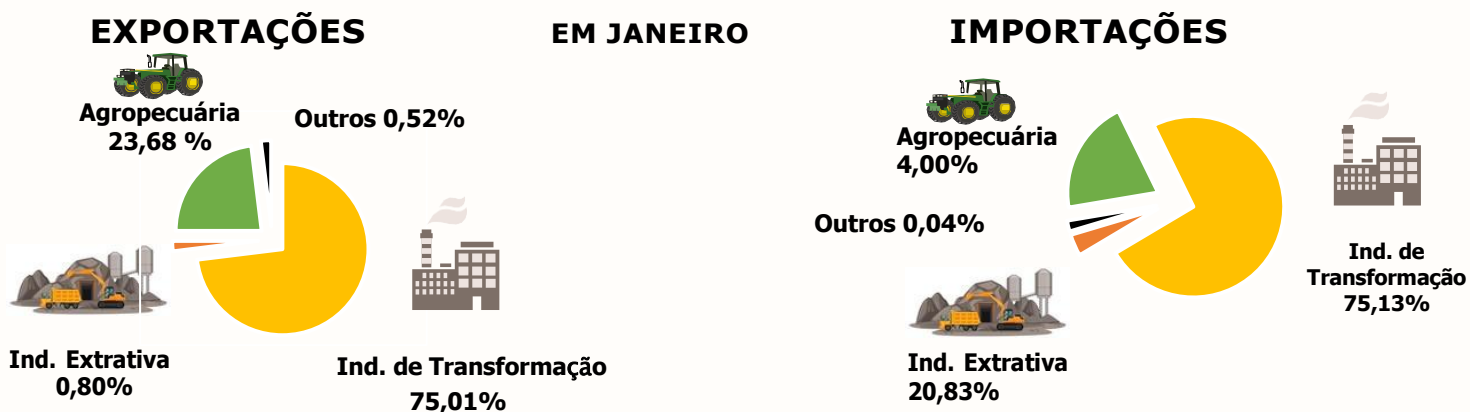 EXPORTAÇÕES
EM JANEIRO
IMPORTAÇÕES
Agropecuária
23,68 %
Outros 0,52%
Ind. Extrativa
0,80%
Ind. de Transformação
75,01%
Agropecuária
4,00%
Outros 0,04%
Ind. Extrativa
20,83%
Ind. de
Transformação
75,13%